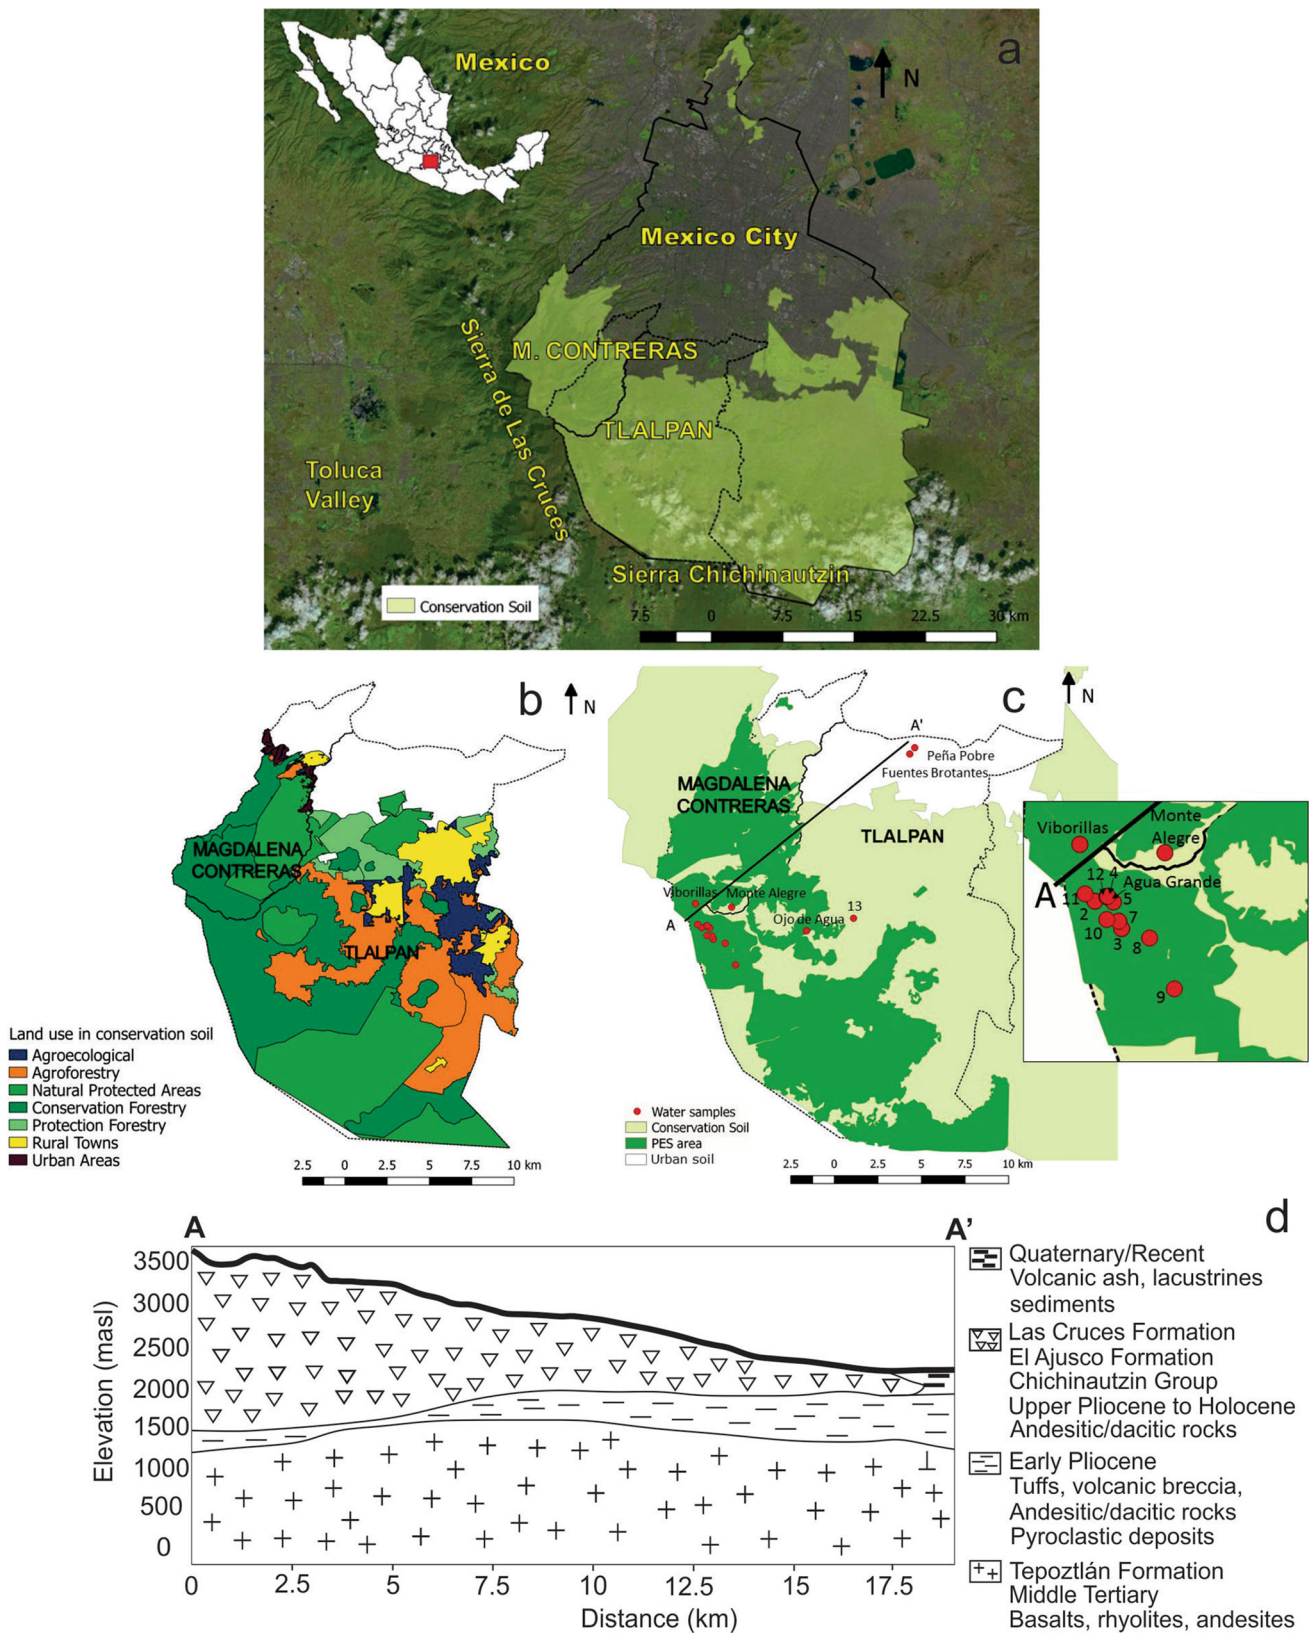 a
Mexico
N
Mexico City
M. CONTRERAS
Sierra de Las Cruces
TLALPAN
Toluca
Valley
Sierra Chichinautzin
Conservation Soil
7.5 0 7.5 15 22.5 30 km
b
N
MAGDALENA
CONTRERAS
TLALPAN
Land use in conservation soil
Agroecological
Agroforestry
Natural Protected Areas
Conservation Forestry
Protection Forestry
Rural Towns
Urban Areas
2.5 0 2.5 5 7.5 10 km
c
N
A'
Peña Pobre
Fuentes Brotantes
MAGDALENA
CONTRERAS
TLALPAN
Viborillas
Monte Alegre
13
Ojo de Agua
A
Water samples
Conservation Soil
PES area
Urban soil
2.5 0 2.5 5 7.5 10 km
Monte
Viborillas
Alegre
12 4
Agua Grande
A
11
5
2
7
10
3
8
9
d
A
A’
Elevation (masl)
3500
3000
2500
2000
1500
1000
500
0
0 2.5 5 7.5 10 12.5 15 17.5
Distance (km)
Quaternary/Recent
Volcanic ash, lacustrines
sediments
Las Cruces Formation
El Ajusco Formation
Chichinautzin Group
Upper Pliocene to Holocene
Andesitic/dacitic rocks
Early Pliocene
Tuffs, volcanic breccia,
Andesitic/dacitic rocks
Pyroclastic deposits
Tepoztlán Formation
Middle Tertiary
Basalts, rhyolites, andesites